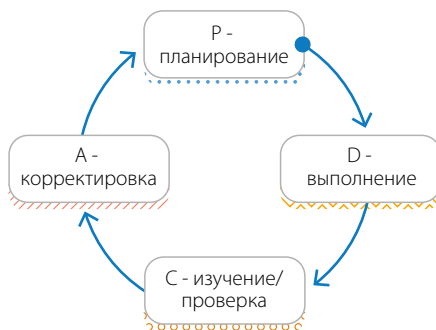 P -
планирование
D -
выполнение
C - изучение/
проверка
A -
корректировка